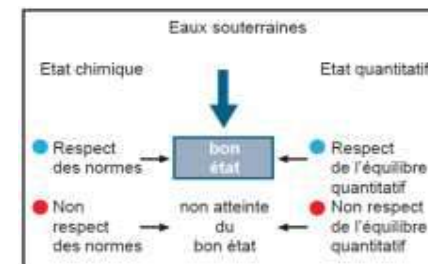 Eaux souterraines
Etat chimique
Etat quantitatif
Respect
des normes
bon
état
Respect
de l'équilibre
quantitatif
Non
respect
des normes
non atteinte
du
bon état
Non respect
de l'équilibre
quantitatif